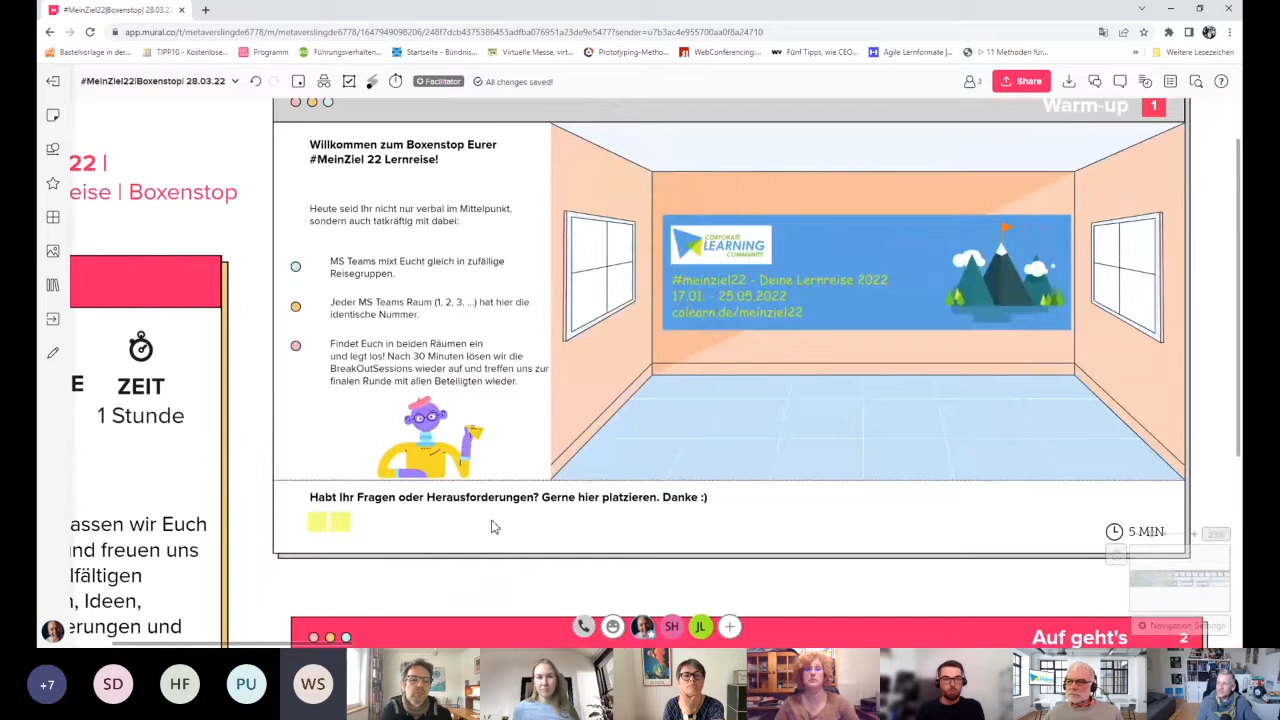 #MeinZiel22|Boxenstop| 28.03.22
app.mural.co/t/metaverslingde6778/m/metaverslingde6778/1647949098206/248f7dcb4375386453adfba076951a23de9e5477?sender=u7b3ac4e955700aa0f8a24710
Bastelvorlage in der...
TIPP10 - Kostenlose...
Programm
Führungsverhalten...
Startseite - Bündnis...
Virtuelle Messe, virt...
Prototyping-Metho...
WebConferencing:...
Fünf Tipps, wie CEO...
Agile Lernformate |...
11 Methoden für...
Weitere Lesezeichen
#MeinZiel22|Boxenstop| 28.03.22
Facilitator
All changes saved!
3
Share
Warm-up 1
22 |
eise | Boxenstop
E
ZEIT
1 Stunde
assen wir Euch
nd freuen uns
lfältigen
n, Ideen,
erungen und
Willkommen zum Boxenstop Eurer
#MeinZiel 22 Lernreise!
Heute seid Ihr nicht nur verbal im Mittelpunkt,
sondern auch tatkräftig mit dabei:
MS Teams mixt Eucht gleich in zufällige
Reisegruppen.
Jeder MS Teams Raum (1, 2, 3, ...) hat hier die
identische Nummer.
Findet Euch in beiden Räumen ein
und legt los! Nach 30 Minuten lösen wir die
BreakOutSessions wieder auf und treffen uns zur
finalen Runde mit allen Beteiligten wieder.
CORPORATE
LEARNING
COMMUNITY
#meinziel22 - Deine Lernreise 2022
17.01. - 25.05.2022
colearn.de/meinziel22
Habt Ihr Fragen oder Herausforderungen? Gerne hier platzieren. Danke :)
5 MIN
23%
Navigation Settings
SH
JL
Auf geht's 2
+7
SD
HF
PU
WS